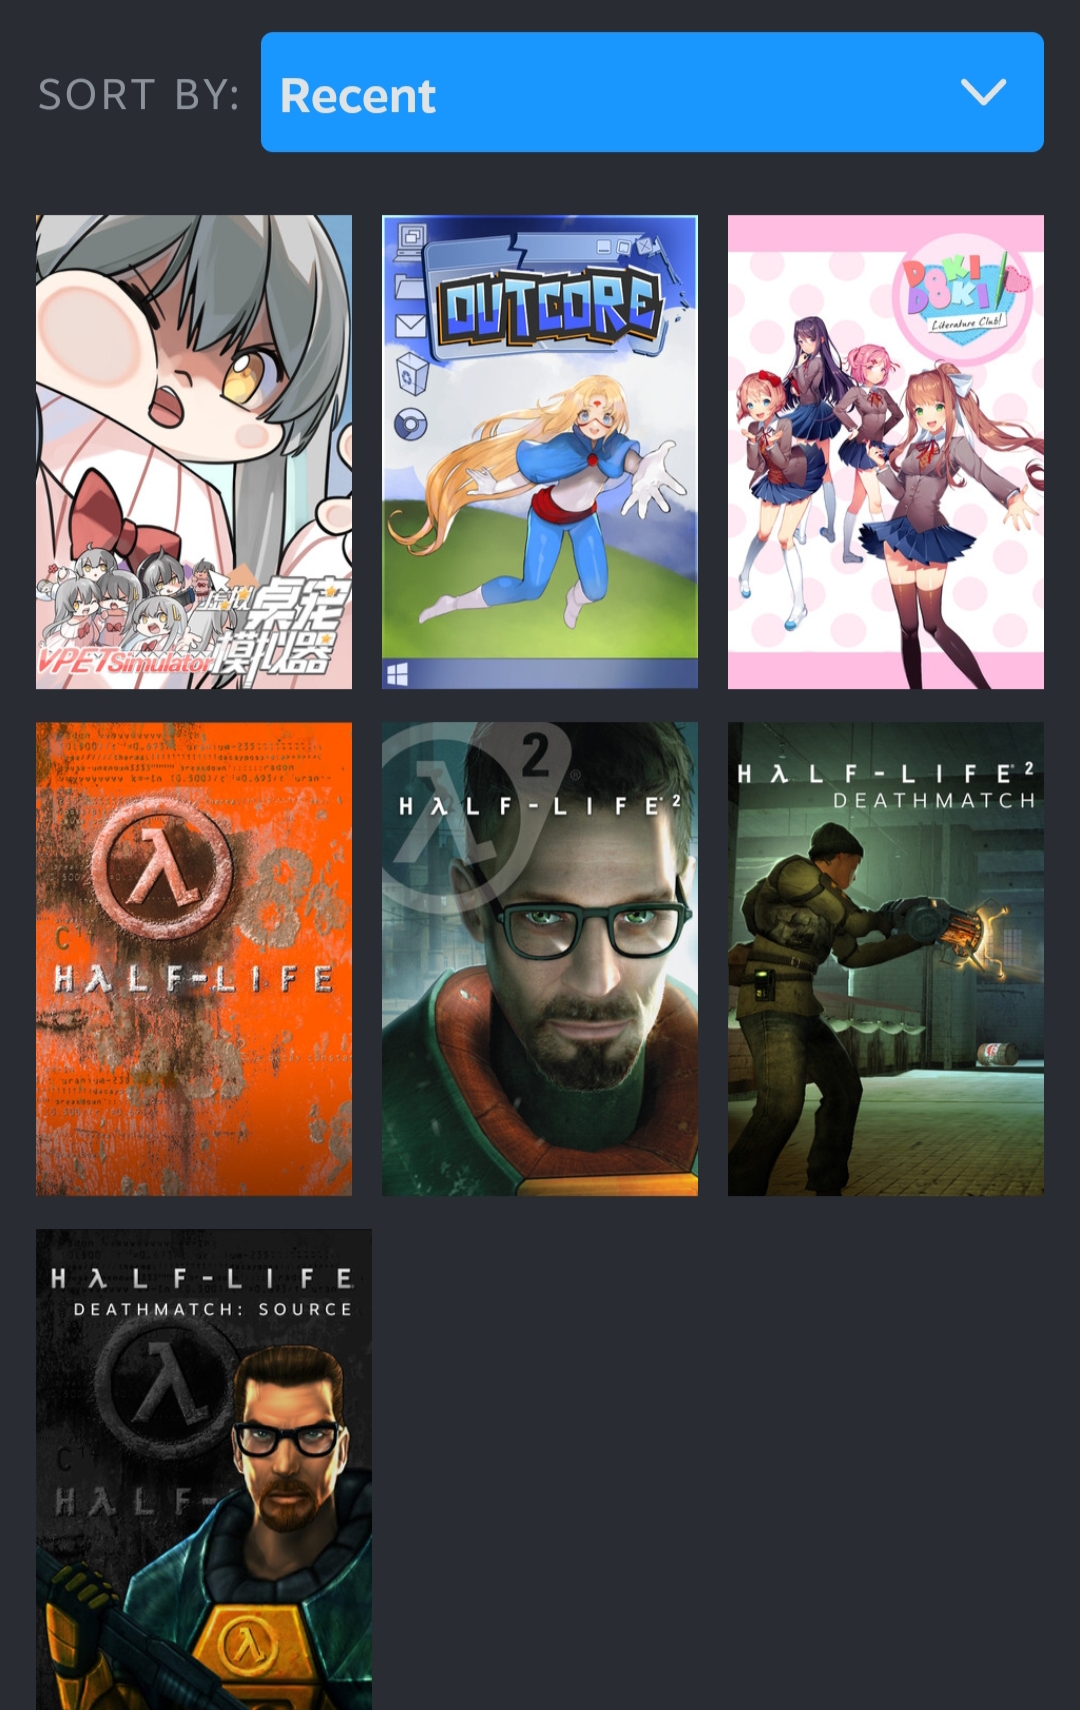 SORT BY:
Recent
虚拟桌宠
模拟器
VPET Simulator
OUTCORE
DOKI
DOKI
Literature Club!
HALF-LIFE
2
HALF-LIFE 2
HALF-LIFE 2
DEATHMATCH
HALF-LIFE
DEATHMATCH: SOURCE
HALF-